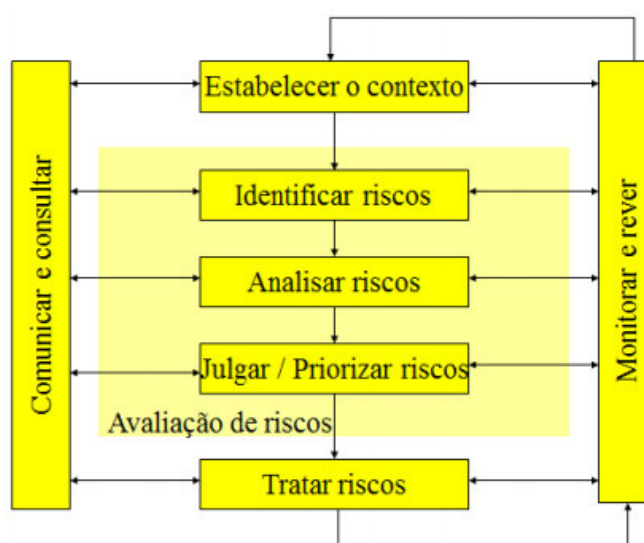 Estabelecer o contexto
Comunicar e consultar
Identificar riscos
Analisar riscos
Julgar / Priorizar riscos
Avaliação de riscos
Tratar riscos
Monitorar e rever